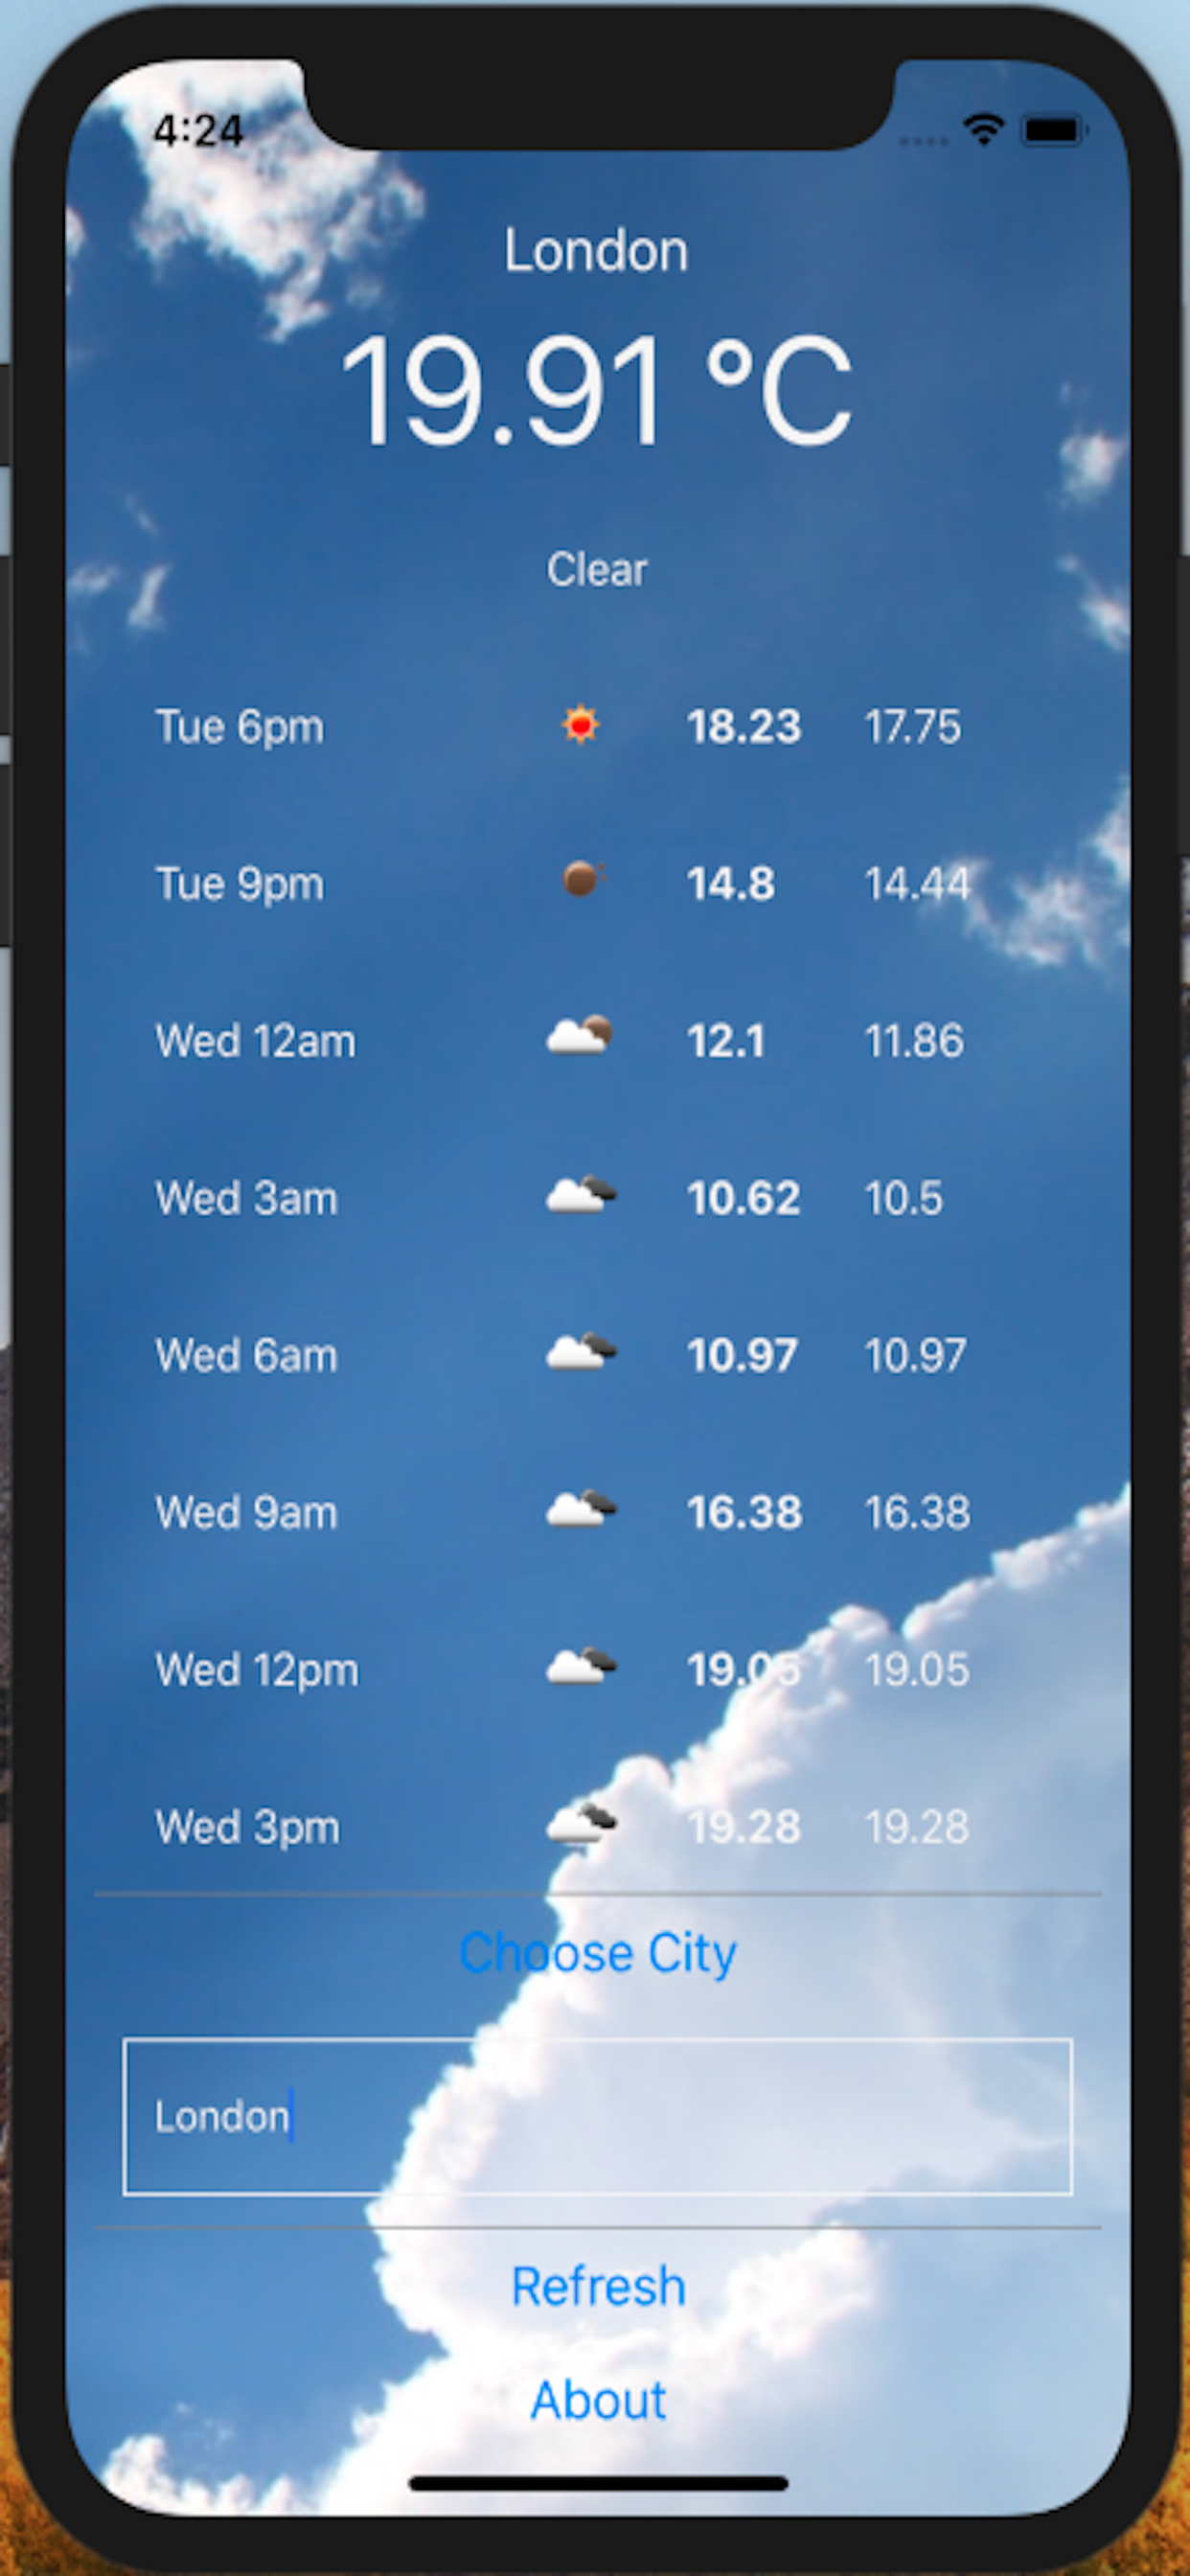 4:24
London
19.91 °C
Clear
Tue 6pm 18.23 17.75
Tue 9pm 14.8 14.44
Wed 12am 12.1 11.86
Wed 3am 10.62 10.5
Wed 6am 10.97 10.97
Wed 9am 16.38 16.38
Wed 12pm 19.05 19.05
Wed 3pm 19.28 19.28
Choose City
London
Refresh
About